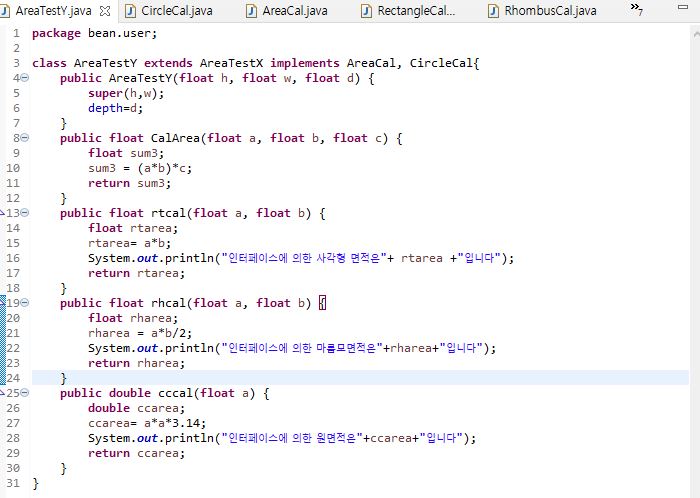 AreaTestY.java CircleCal.java AreaCal.java RectangleCal... RhombusCal.java »7
1 package bean.user;
2
3 class AreaTestY extends AreaTestX implements AreaCal, CircleCal{
4 public AreaTestY(float h, float w, float d) {
5 super(h,w);
6 depth=d;
7 }
8 public float CalArea(float a, float b, float c) {
9 float sum3;
10 sum3 = (a*b)*c;
11 return sum3;
12 }
13 public float rtcal(float a, float b) {
14 float rtarea;
15 rtarea= a*b;
16 System.out.println("인터페이스에 의한 사각형 면적은"+ rtarea +"입니다");
17 return rtarea;
18 }
19 public float rhcal(float a, float b) {
20 float rharea;
21 rharea = a*b/2;
22 System.out.println("인터페이스에 의한 마름모면적은"+rharea+"입니다");
23 return rharea;
24 }
25 public double cccal(float a) {
26 double ccarea;
27 ccarea= a*a*3.14;
28 System.out.println("인터페이스에 의한 원면적은"+ccarea+"입니다");
29 return ccarea;
30 }
31 }